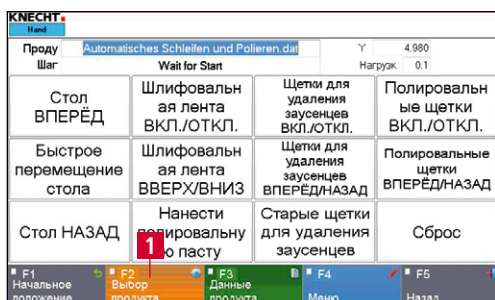 KNECHT
Hand
Проду Automatisches Schleifen und Polieren.dat Y 4.980
Шаг Wait for Start Нагрузк 0.1
Стол
ВПЕРЁД
Шлифовальн
ая лента
ВКЛ./ОТКЛ.
Щетки для
удаления
заусенцев
ВКЛ./ОТКЛ.
Полировальн
ые щетки
ВКЛ./ОТКЛ.
Быстрое
перемещение
стола
Шлифовальн
ая лента
ВВЕРХ/ВНИЗ
Щетки для
удаления
заусенцев
ВПЕРЁД/НАЗАД
Полировальные
щетки
ВПЕРЁД/НАЗАД
Стол НАЗАД
Нанести
полировальну
ю пасту
Старые щетки
для удаления
заусенцев
Сброс
1
F1
Начальное
положение
F2
Выбор
продукта
F3
Данные
продукта
F4
Меню
F5
Назад